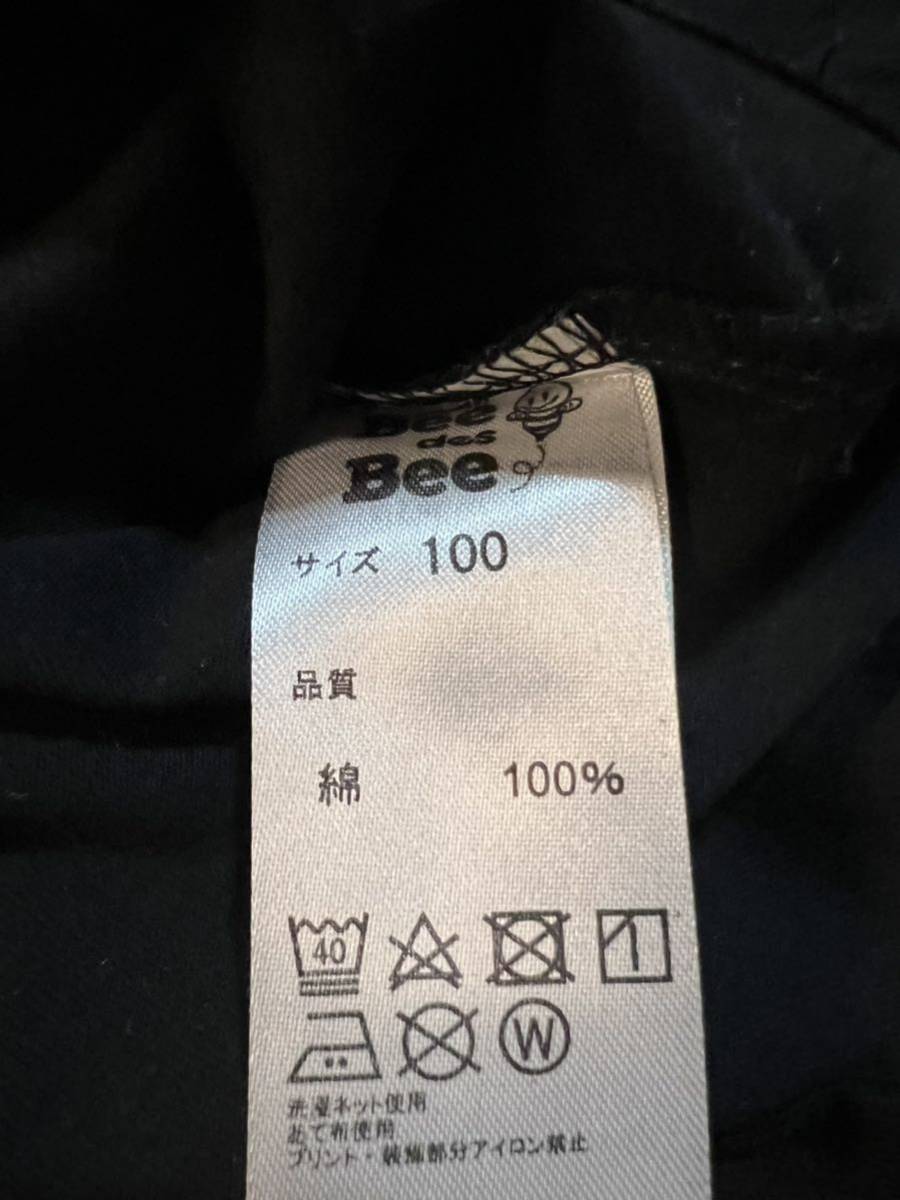 Bee
des
Bee
サイズ 100
品質
綿 100%
40
W
洗濯ネット使用
あて布使用
プリント・装飾部分アイロン禁止